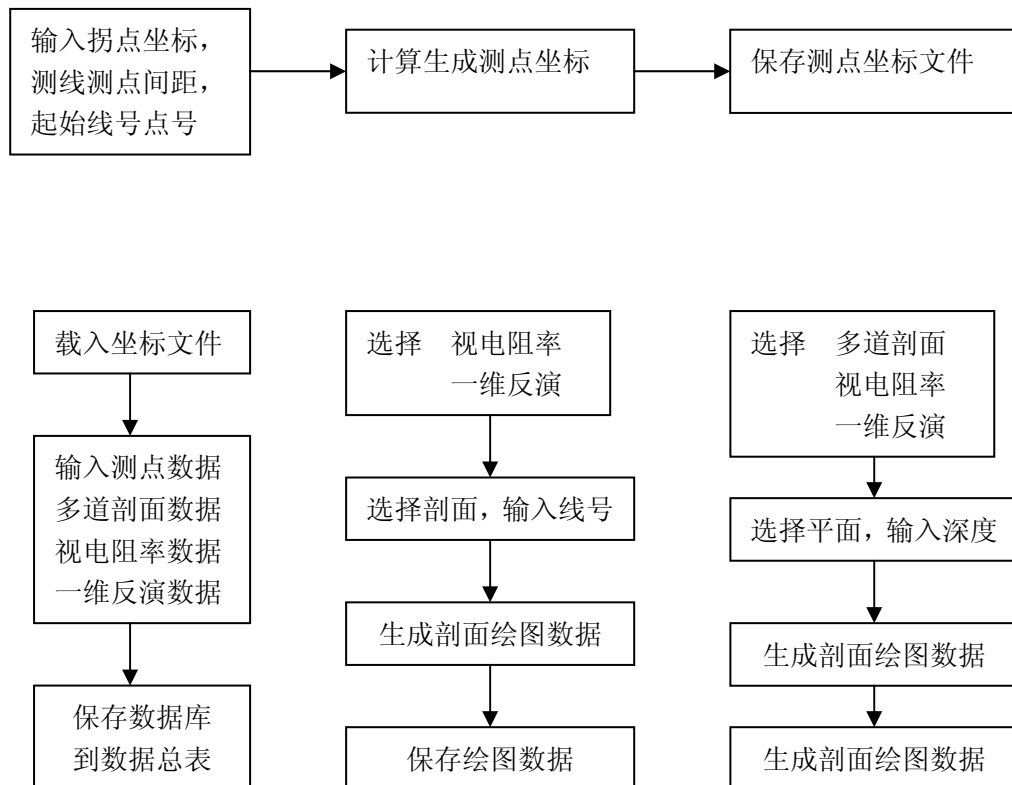 输入拐点坐标，
测线测点间距，
起始线号点号
计算生成测点坐标
保存测点坐标文件
载入坐标文件
输入测点数据
多道剖面数据
视电阻率数据
一维反演数据
保存数据库
到数据总表
选择 视电阻率
一维反演
选择剖面，输入线号
生成剖面绘图数据
保存绘图数据
选择 多道剖面
视电阻率
一维反演
选择平面，输入深度
生成剖面绘图数据
生成剖面绘图数据